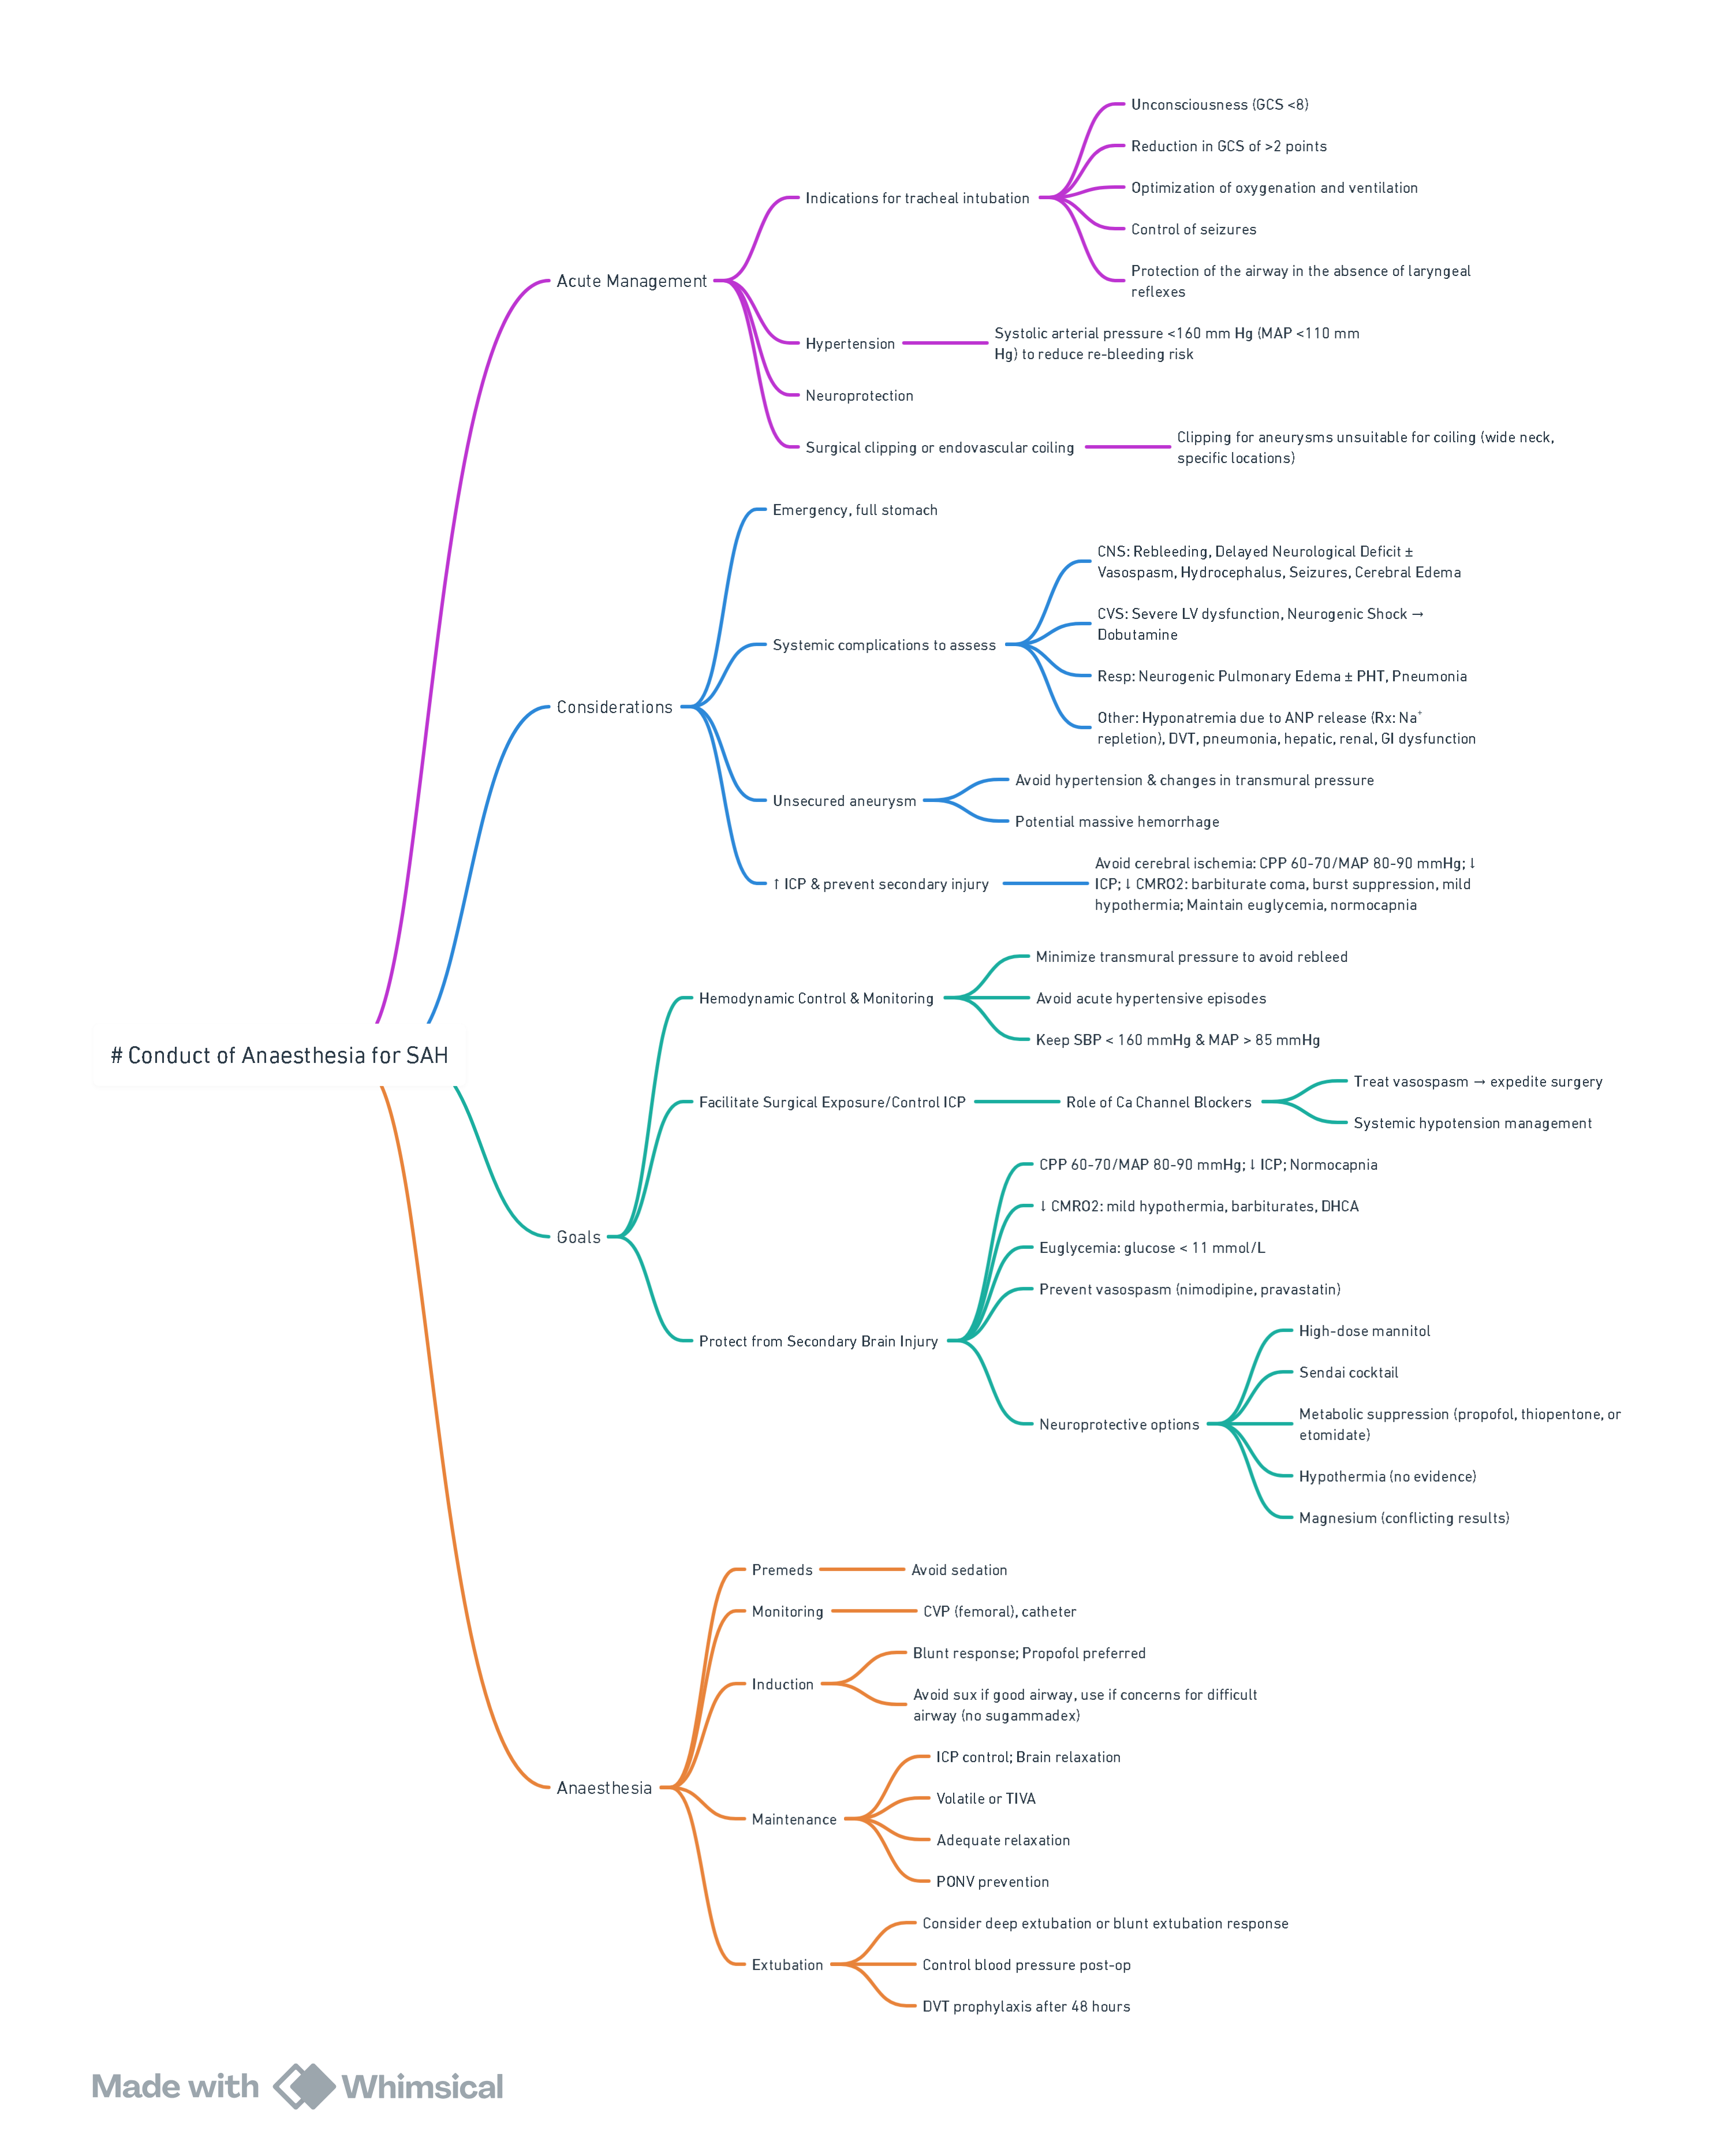 Unconsciousness (GCS <8)
Reduction in GCS of >2 points
Indications for tracheal intubation
Optimization of oxygenation and ventilation
Control of seizures
Protection of the airway in the absence of laryngeal
reflexes
Acute Management
Hypertension
Systolic arterial pressure <160 mm Hg (MAP <110 mm
Hg) to reduce re-bleeding risk
Neuroprotection
Surgical clipping or endovascular coiling
Clipping for aneurysms unsuitable for coiling (wide neck,
specific locations)
Emergency, full stomach
CNS: Rebleeding, Delayed Neurological Deficit ±
Vasospasm, Hydrocephalus, Seizures, Cerebral Edema
CVS: Severe LV dysfunction, Neurogenic Shock →
Dobutamine
Systemic complications to assess
Resp: Neurogenic Pulmonary Edema ± PHT, Pneumonia
Considerations
Other: Hyponatremia due to ANP release (Rx: Na⁺
repletion), DVT, pneumonia, hepatic, renal, GI dysfunction
Avoid hypertension & changes in transmural pressure
Unsecured aneurysm
Potential massive hemorrhage
↑ ICP & prevent secondary injury
Avoid cerebral ischemia: CPP 60-70/MAP 80-90 mmHg; ↓
ICP; ↓ CMRO2: barbiturate coma, burst suppression, mild
hypothermia; Maintain euglycemia, normocapnia
Minimize transmural pressure to avoid rebleed
Hemodynamic Control & Monitoring
Avoid acute hypertensive episodes
Keep SBP < 160 mmHg & MAP > 85 mmHg
# Conduct of Anaesthesia for SAH
Facilitate Surgical Exposure/Control ICP
Role of Ca Channel Blockers
Treat vasospasm → expedite surgery
Systemic hypotension management
CPP 60-70/MAP 80-90 mmHg; ↓ ICP; Normocapnia
↓ CMRO2: mild hypothermia, barbiturates, DHCA
Goals
Euglycemia: glucose < 11 mmol/L
Prevent vasospasm (nimodipine, pravastatin)
Protect from Secondary Brain Injury
High-dose mannitol
Sendai cocktail
Neuroprotective options
Metabolic suppression (propofol, thiopentone, or
etomidate)
Hypothermia (no evidence)
Magnesium (conflicting results)
Premeds
Avoid sedation
Monitoring
CVP (femoral), catheter
Induction
Blunt response; Propofol preferred
Avoid sux if good airway, use if concerns for difficult
airway (no sugammadex)
Anaesthesia
ICP control; Brain relaxation
Volatile or TIVA
Maintenance
Adequate relaxation
PONV prevention
Consider deep extubation or blunt extubation response
Extubation
Control blood pressure post-op
DVT prophylaxis after 48 hours
Made with Whimsical